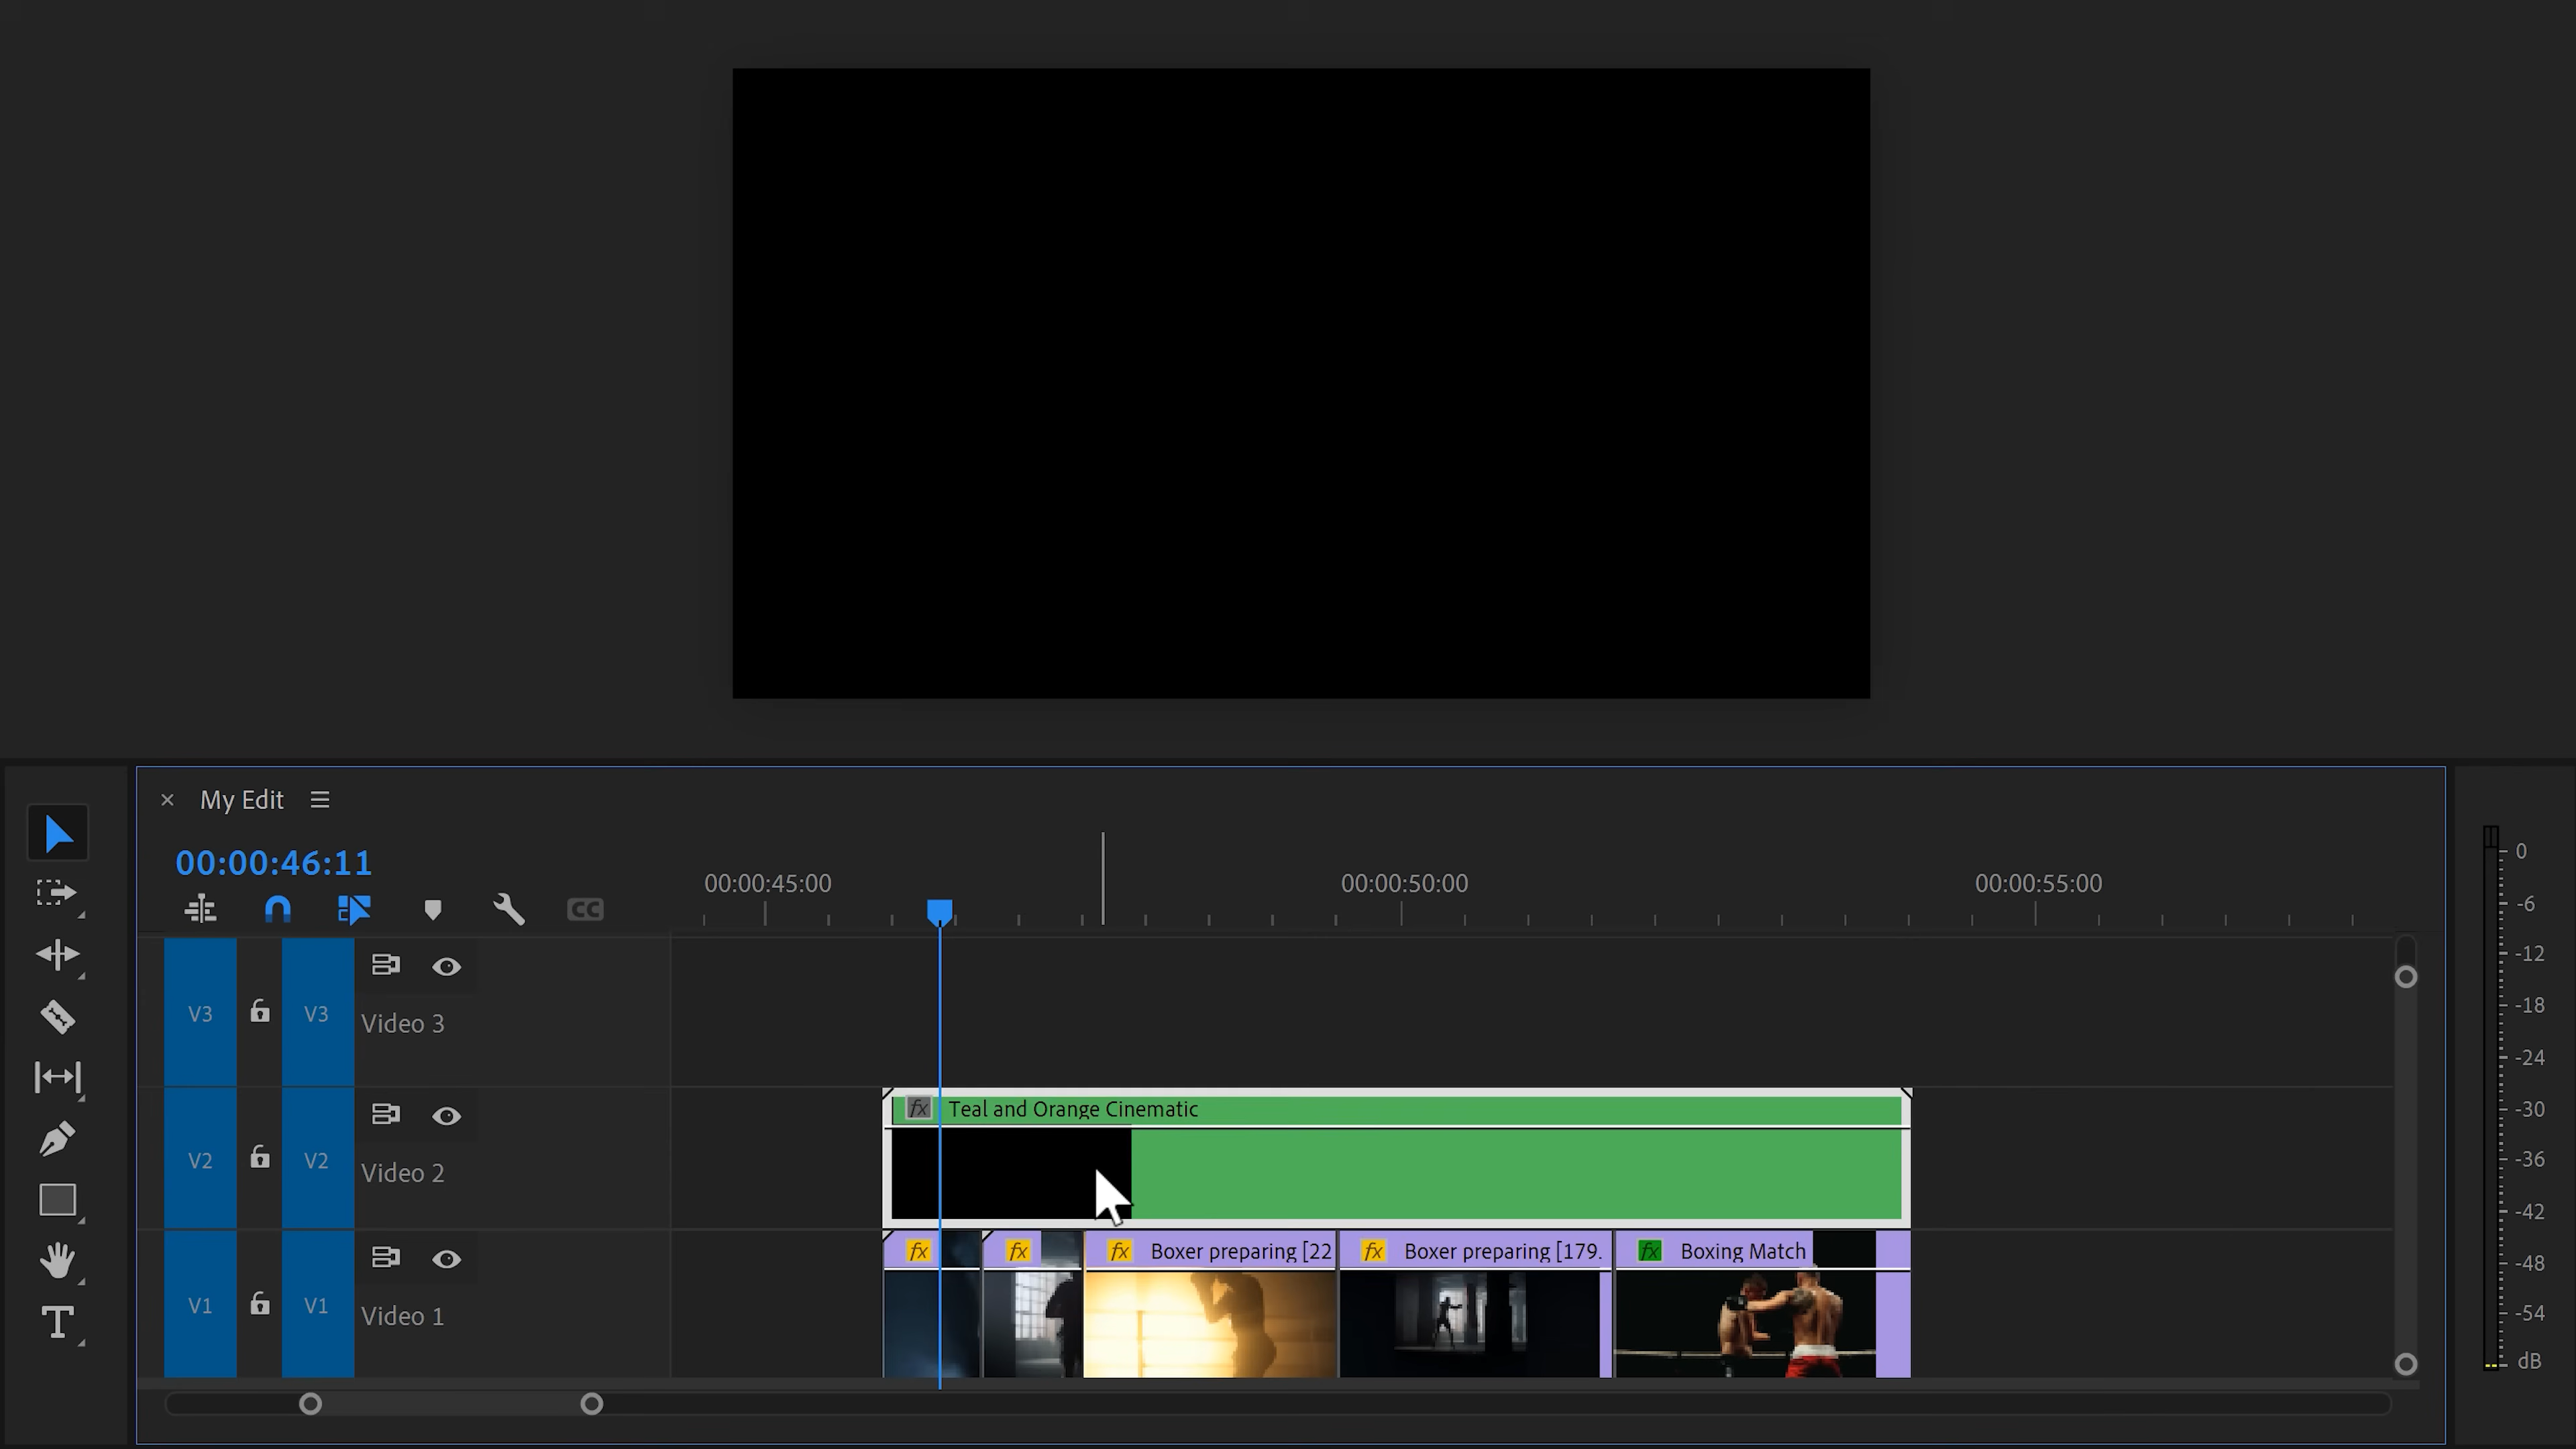 My Edit
00:00:46:11
00:00:45:00
00:00:50:00
00:00:55:00
CC
V3
V3
Video 3
fx
Teal and Orange Cinematic
V2
V2
Video 2
fx
fx
fx
Boxer preparing [22
fx
Boxer preparing [179.
fx
Boxing Match
V1
V1
Video 1
T
0
-6
-12
-18
-24
-30
-36
-42
-48
-54
dB